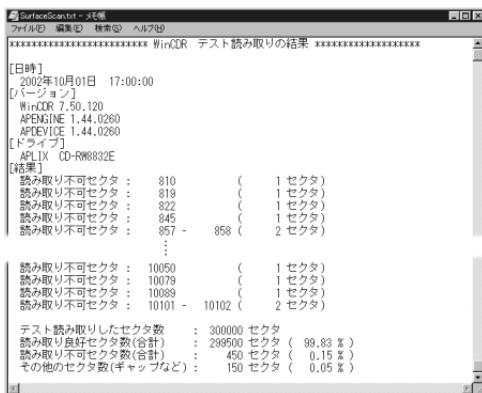 SurfaceScan.txt - メモ帳
ファイル(F) 編集(E) 検索(S) ヘルプ(H)
************************* WinCDR テスト読み取りの結果 *******************
[日時]
2002年10月01日 17:00:00
[バージョン]
WinCDR 7.50.120
APENGINE 1.44.0260
APDEVICE 1.44.0260
[ドライブ]
APLIX CD-RW8832E
[結果]
読み取り不可セクタ : 810 ( 1 セクタ)
読み取り不可セクタ : 819 ( 1 セクタ)
読み取り不可セクタ : 822 ( 1 セクタ)
読み取り不可セクタ : 845 ( 1 セクタ)
読み取り不可セクタ : 857 - 858 ( 2 セクタ)
⋮
読み取り不可セクタ : 10050 ( 1 セクタ)
読み取り不可セクタ : 10079 ( 1 セクタ)
読み取り不可セクタ : 10089 ( 1 セクタ)
読み取り不可セクタ : 10101 - 10102 ( 2 セクタ)
テスト読み取りしたセクタ数 : 300000 セクタ
読み取り良好セクタ数(合計) : 299500 セクタ ( 99.83 % )
読み取り不可セクタ数(合計) : 450 セクタ ( 0.15 % )
その他のセクタ数(ギャップなど) : 150 セクタ ( 0.05 % )